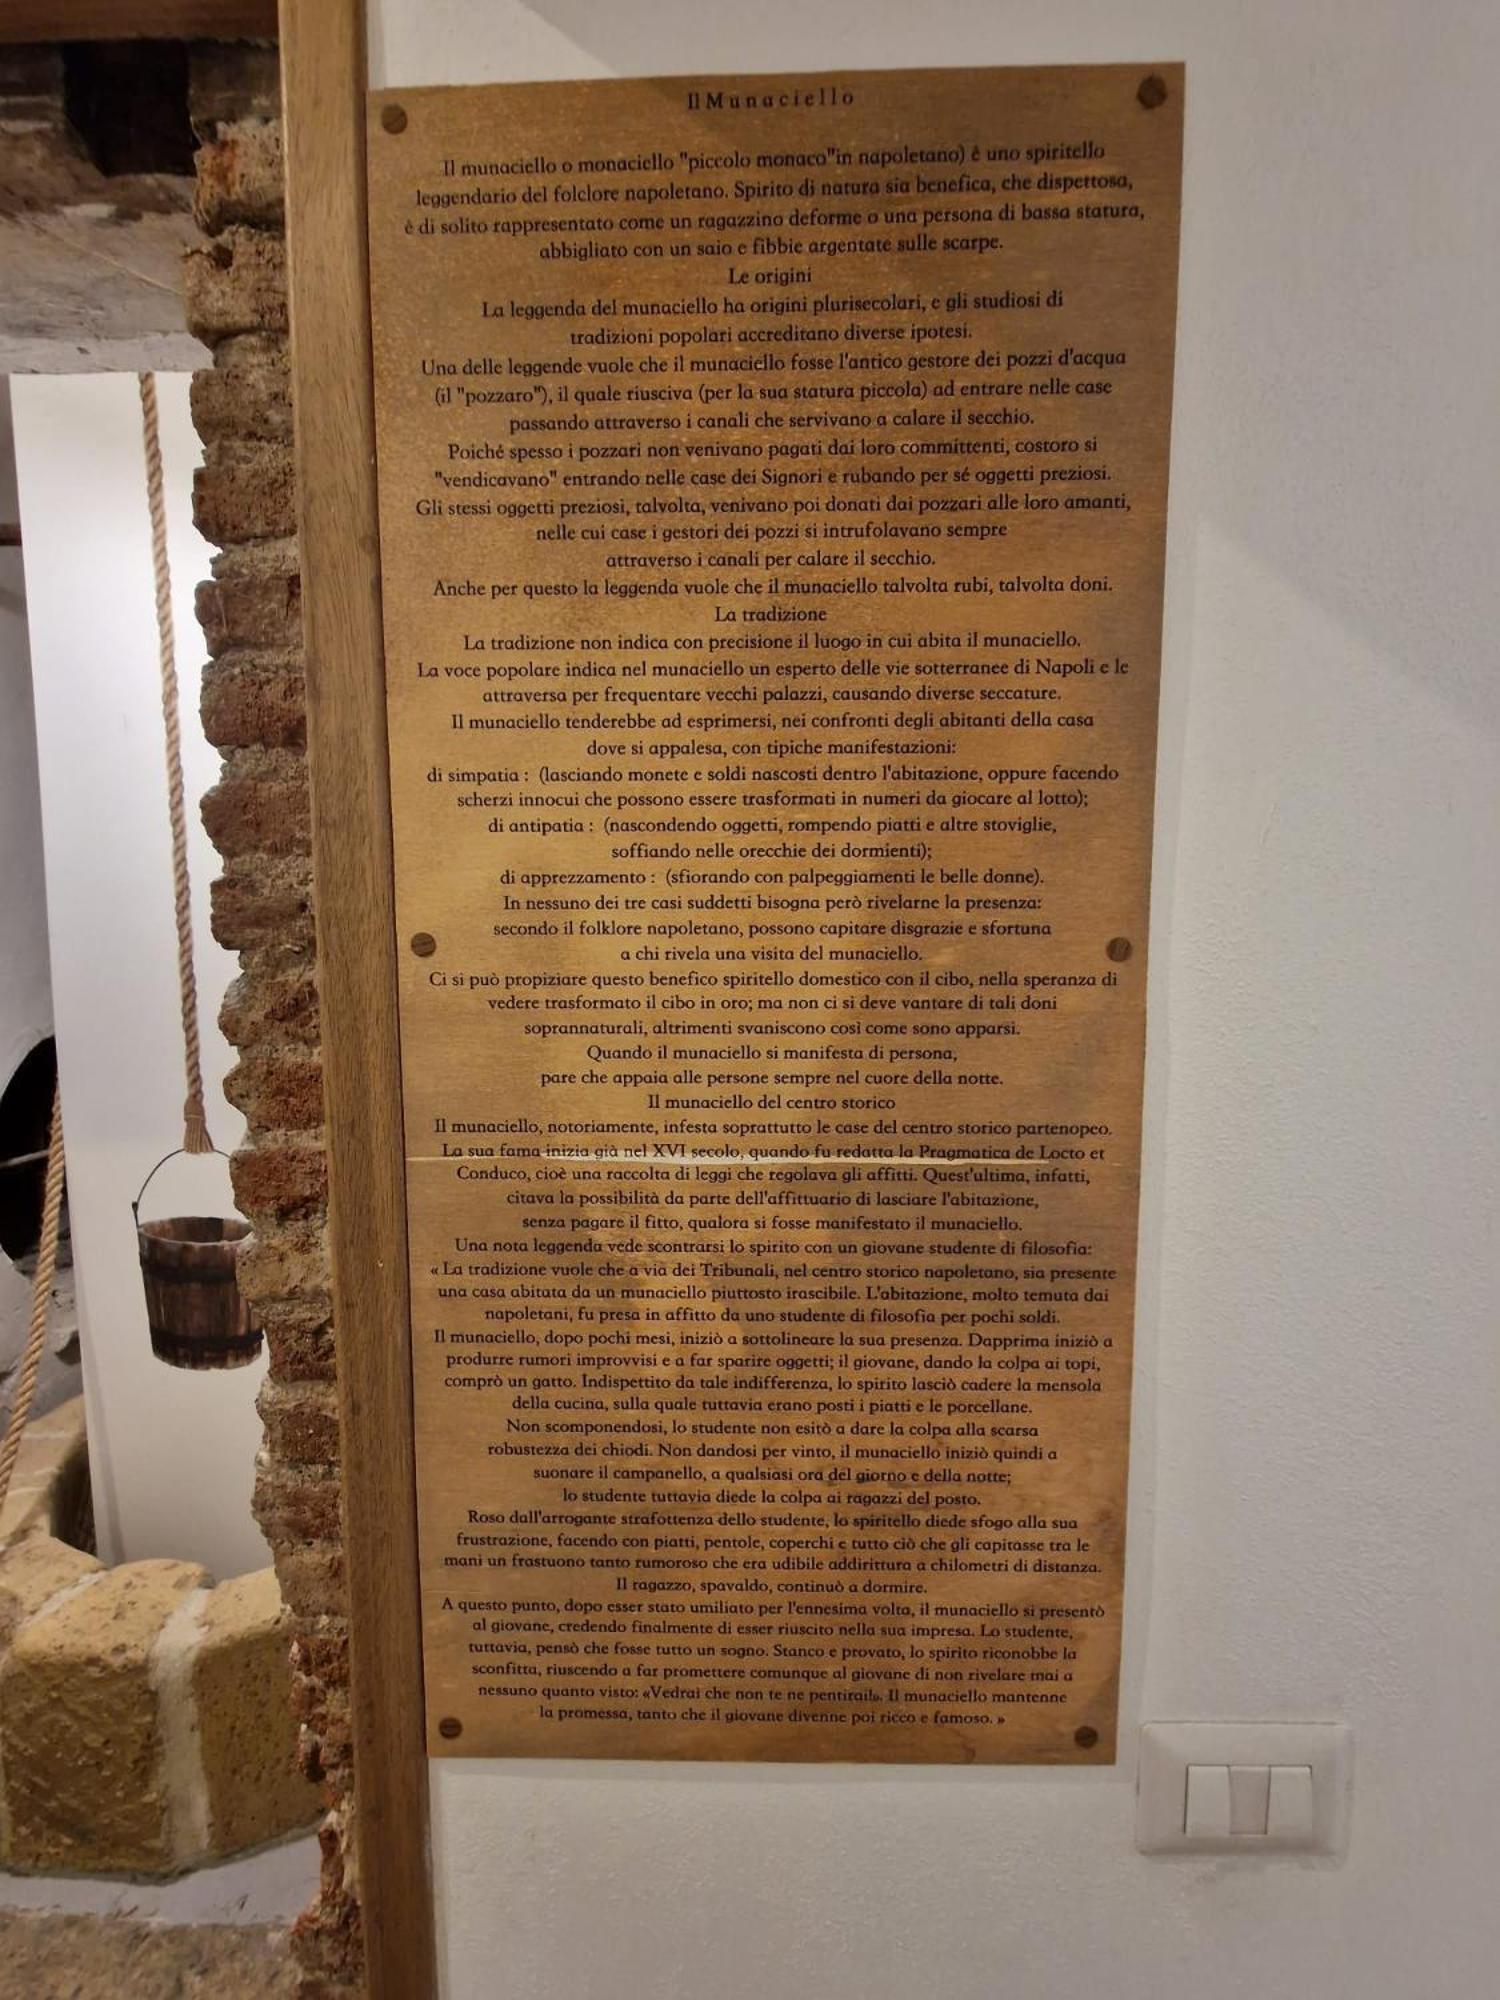 Il Munaciello
Il munaciello o monaciello "piccolo monaco"in napoletano) è uno spiritello
leggendario del folclore napoletano. Spirito di natura sia benefica, che dispettosa,
è di solito rappresentato come un ragazzino deforme o una persona di bassa statura,
abbigliato con un saio e fibbie argentate sulle scarpe.
Le origini
La leggenda del munaciello ha origini plurisecolari, e gli studiosi di
tradizioni popolari accreditano diverse ipotesi.
Una delle leggende vuole che il munaciello fosse l'antico gestore dei pozzi d'acqua
(il "pozzaro"), il quale riusciva (per la sua statura piccola) ad entrare nelle case
passando attraverso i canali che servivano a calare il secchio.
Poiché spesso i pozzari non venivano pagati dai loro committenti, costoro si
"vendicavano" entrando nelle case dei Signori e rubando per sé oggetti preziosi.
Gli stessi oggetti preziosi, talvolta, venivano poi donati dai pozzari alle loro amanti,
nelle cui case i gestori dei pozzi si intrufolavano sempre
attraverso i canali per calare il secchio.
Anche per questo la leggenda vuole che il munaciello talvolta rubi, talvolta doni.
La tradizione
La tradizione non indica con precisione il luogo in cui abita il munaciello.
La voce popolare indica nel munaciello un esperto delle vie sotterranee di Napoli e le
attraversa per frequentare vecchi palazzi, causando diverse seccature.
Il munaciello tenderebbe ad esprimersi, nei confronti degli abitanti della casa
dove si appalesa, con tipiche manifestazioni:
di simpatia : (lasciando monete e soldi nascosti dentro l'abitazione, oppure facendo
scherzi innocui che possono essere trasformati in numeri da giocare al lotto);
di antipatia : (nascondendo oggetti, rompendo piatti e altre stoviglie,
soffiando nelle orecchie dei dormienti);
di apprezzamento : (sfiorando con palpeggiamenti le belle donne).
In nessuno dei tre casi suddetti bisogna però rivelarne la presenza:
secondo il folklore napoletano, possono capitare disgrazie e sfortuna
a chi rivela una visita del munaciello.
Ci si può propiziare questo benefico spiritello domestico con il cibo, nella speranza di
vedere trasformato il cibo in oro; ma non ci si deve vantare di tali doni
soprannaturali, altrimenti svaniscono così come sono apparsi.
Quando il munaciello si manifesta di persona,
pare che appaia alle persone sempre nel cuore della notte.
Il munaciello del centro storico
Il munaciello, notoriamente, infesta soprattutto le case del centro storico partenopeo.
La sua fama inizia già nel XVI secolo, quando fu redatta la Pragmatica de Locto et
Conduco, cioè una raccolta di leggi che regolava gli affitti. Quest'ultima, infatti,
citava la possibilità da parte dell'affittuario di lasciare l'abitazione,
senza pagare il fitto, qualora si fosse manifestato il munaciello.
Una nota leggenda vede scontrarsi lo spirito con un giovane studente di filosofia:
« La tradizione vuole che a via dei Tribunali, nel centro storico napoletano, sia presente
una casa abitata da un munaciello piuttosto irascibile. L'abitazione, molto temuta dai
napoletani, fu presa in affitto da uno studente di filosofia per pochi soldi.
Il munaciello, dopo pochi mesi, iniziò a sottolineare la sua presenza. Dapprima iniziò a
produrre rumori improvvisi e a far sparire oggetti; il giovane, dando la colpa ai topi,
comprò un gatto. Indispettito da tale indifferenza, lo spirito lasciò cadere la mensola
della cucina, sulla quale tuttavia erano posti i piatti e le porcellane.
Non scomponendosi, lo studente non esitò a dare la colpa alla scarsa
robustezza dei chiodi. Non dandosi per vinto, il munaciello iniziò quindi a
suonare il campanello, a qualsiasi ora del giorno e della notte;
lo studente tuttavia diede la colpa ai ragazzi del posto.
Roso dall'arrogante strafottenza dello studente, lo spiritello diede sfogo alla sua
frustrazione, facendo con piatti, pentole, coperchi e tutto ciò che gli capitasse tra le
mani un frastuono tanto rumoroso che era udibile addirittura a chilometri di distanza.
Il ragazzo, spavaldo, continuò a dormire.
A questo punto, dopo esser stato umiliato per l'ennesima volta, il munaciello si presentò
al giovane, credendo finalmente di esser riuscito nella sua impresa. Lo studente,
tuttavia, pensò che fosse tutto un sogno. Stanco e provato, lo spirito riconobbe la
sconfitta, riuscendo a far promettere comunque al giovane di non rivelare mai a
nessuno quanto visto: «Vedrai che non te ne pentirai!». Il munaciello mantenne
la promessa, tanto che il giovane divenne poi ricco e famoso. »